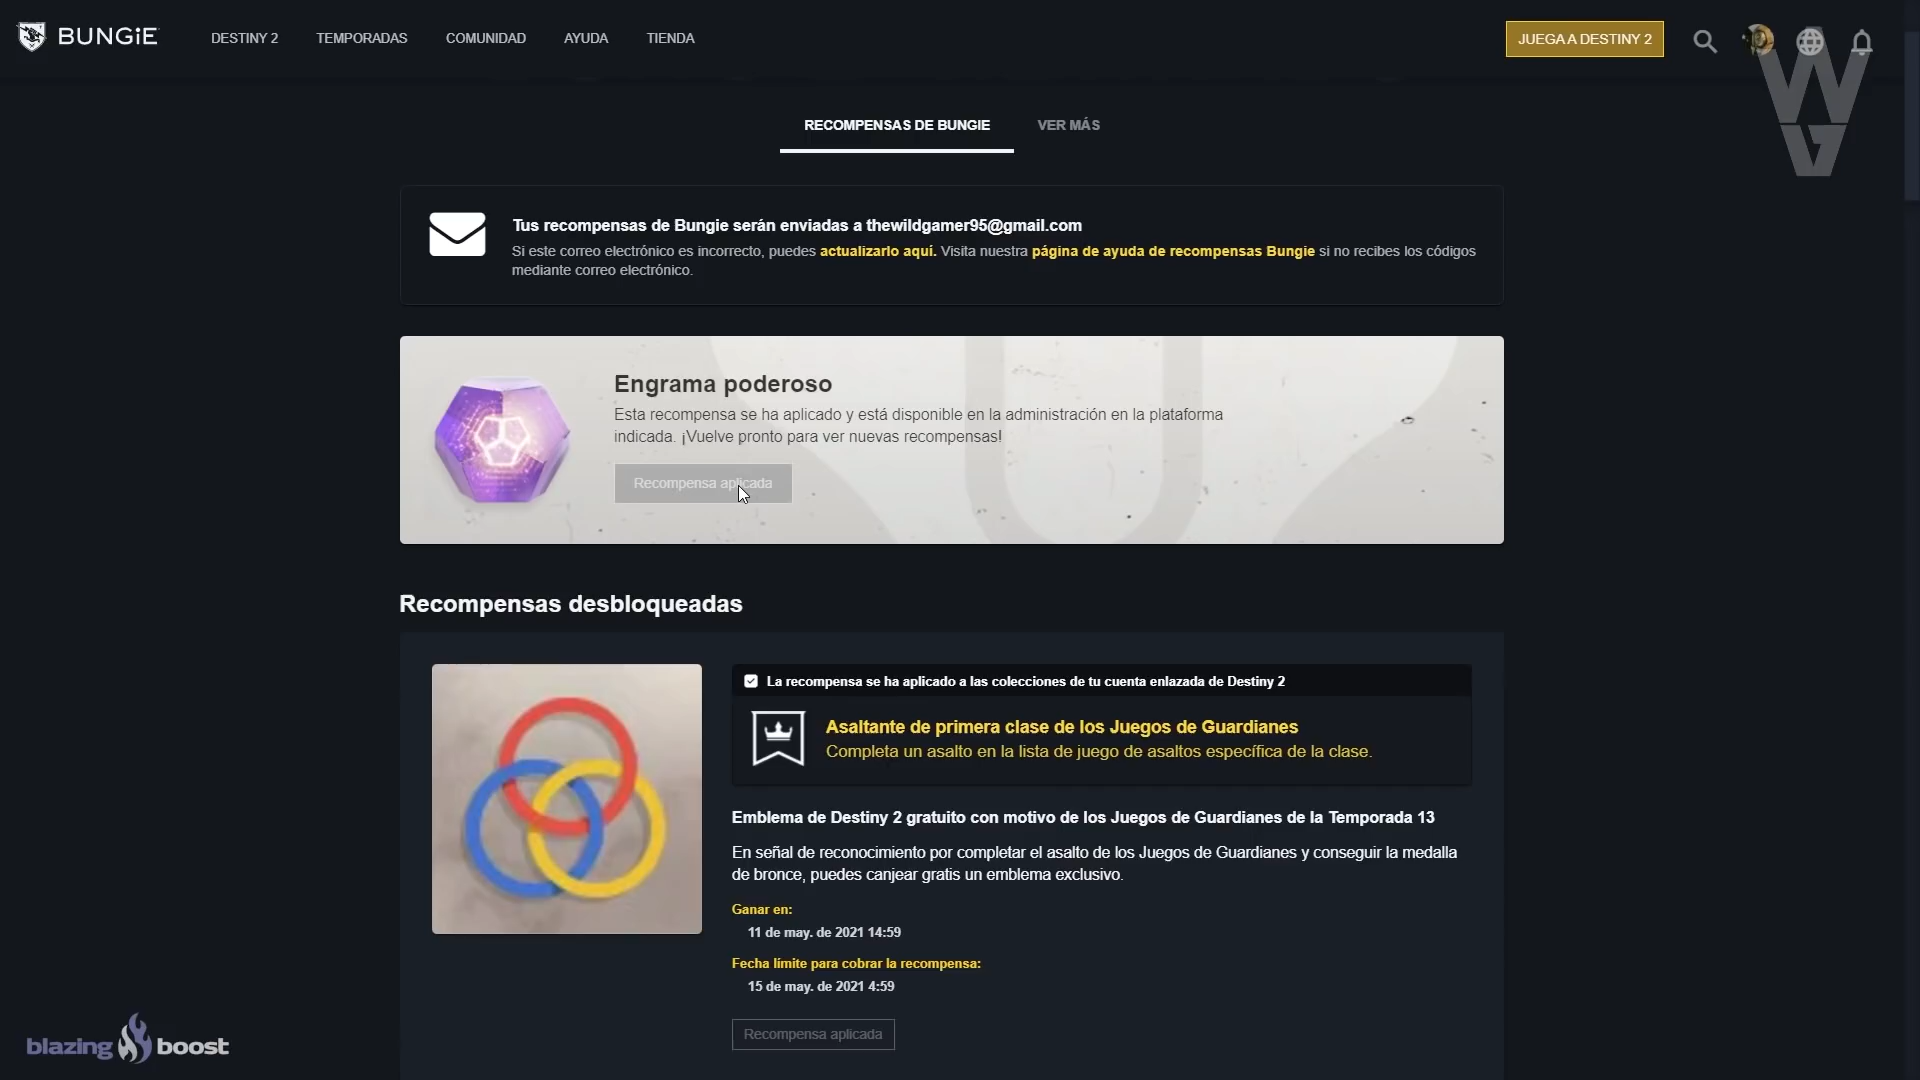 BUNGiE
DESTINY 2
TEMPORADAS
COMUNIDAD
AYUDA
TIENDA
JUEGA A DESTINY 2
RECOMPENSAS DE BUNGIE
VER MÁS
Tus recompensas de Bungie serán enviadas a thewildgamer95@gmail.com
Si este correo electrónico es incorrecto, puedes actualizarlo aquí. Visita nuestra página de ayuda de recompensas Bungie si no recibes los códigos
mediante correo electrónico.
Engrama poderoso
Esta recompensa se ha aplicado y está disponible en la administración en la plataforma
indicada. ¡Vuelve pronto para ver nuevas recompensas!
Recompensa aplicada
Recompensas desbloqueadas
La recompensa se ha aplicado a las colecciones de tu cuenta enlazada de Destiny 2
Asaltante de primera clase de los Juegos de Guardianes
Completa un asalto en la lista de juego de asaltos específica de la clase.
Emblema de Destiny 2 gratuito con motivo de los Juegos de Guardianes de la Temporada 13
En señal de reconocimiento por completar el asalto de los Juegos de Guardianes y conseguir la medalla
de bronce, puedes canjear gratis un emblema exclusivo.
Ganar en:
11 de may. de 2021 14:59
Fecha límite para cobrar la recompensa:
15 de may. de 2021 4:59
Recompensa aplicada
blazing boost
WG